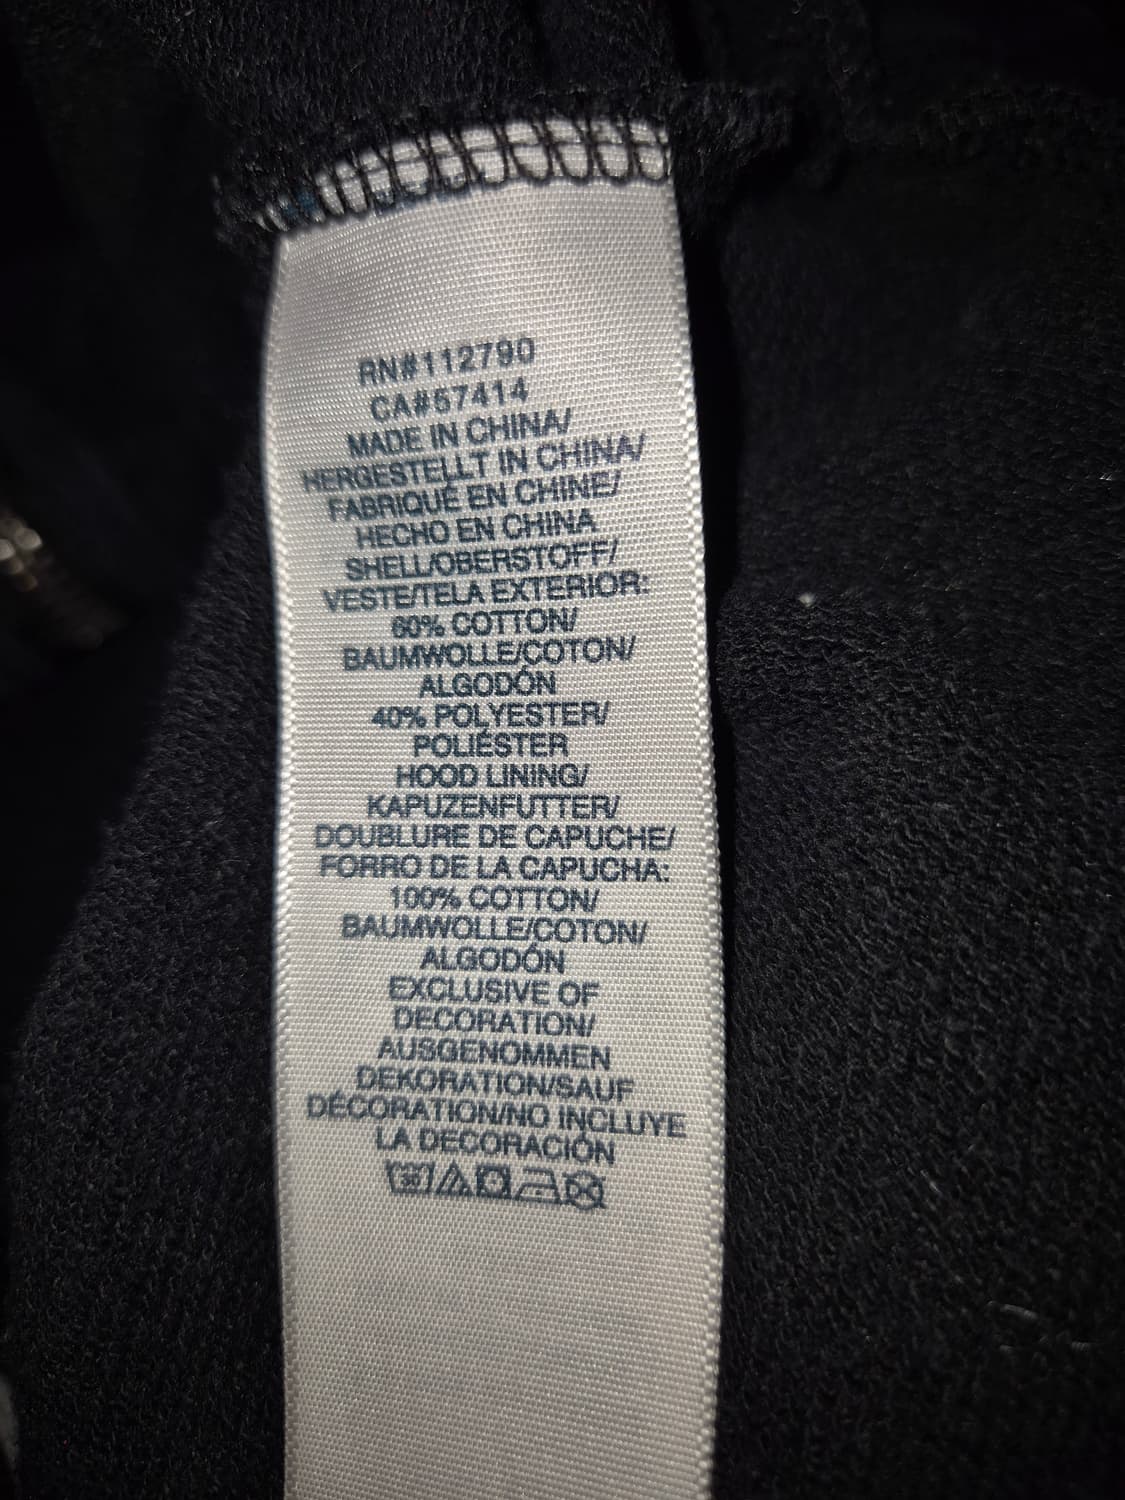 RN#112790
CA#57414
MADE IN CHINA/
HERGESTELLT IN CHINA/
FABRIQUÉ EN CHINE/
HECHO EN CHINA
SHELL/OBERSTOFF/
VESTE/TELA EXTERIOR:
60% COTTON/
BAUMWOLLE/COTON/
ALGODÓN
40% POLYESTER/
POLIÉSTER
HOOD LINING/
KAPUZENFUTTER/
DOUBLURE DE CAPUCHE/
FORRO DE LA CAPUCHA:
100% COTTON/
BAUMWOLLE/COTON/
ALGODÓN
EXCLUSIVE OF
DECORATION/
AUSGENOMMEN
DEKORATION/SAUF
DÉCORATION/NO INCLUYE
LA DECORACIÓN
30